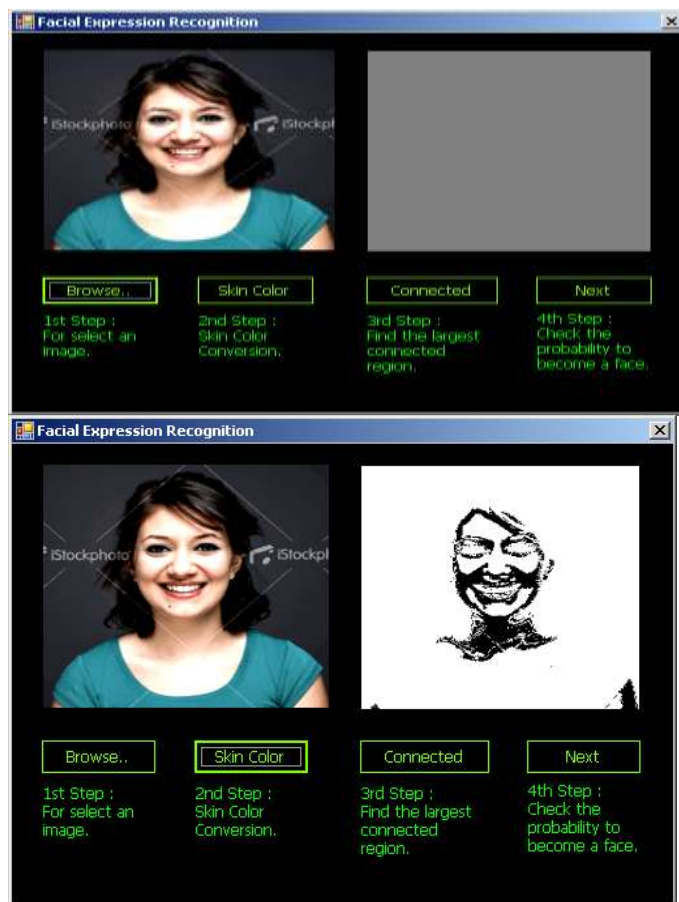 Facial Expression Recognition
iStockphoto
iStockph
Browse..
Skin Color
Connected
Next
1st Step :
For select an
image.
2nd Step :
Skin Color
Conversion.
3rd Step :
Find the largest
connected
region.
4th Step :
Check the
probability to
become a face.
Facial Expression Recognition
iStockphoto
iStockph
Browse..
Skin Color
Connected
Next
1st Step :
For select an
image.
2nd Step :
Skin Color
Conversion.
3rd Step :
Find the largest
connected
region.
4th Step :
Check the
probability to
become a face.